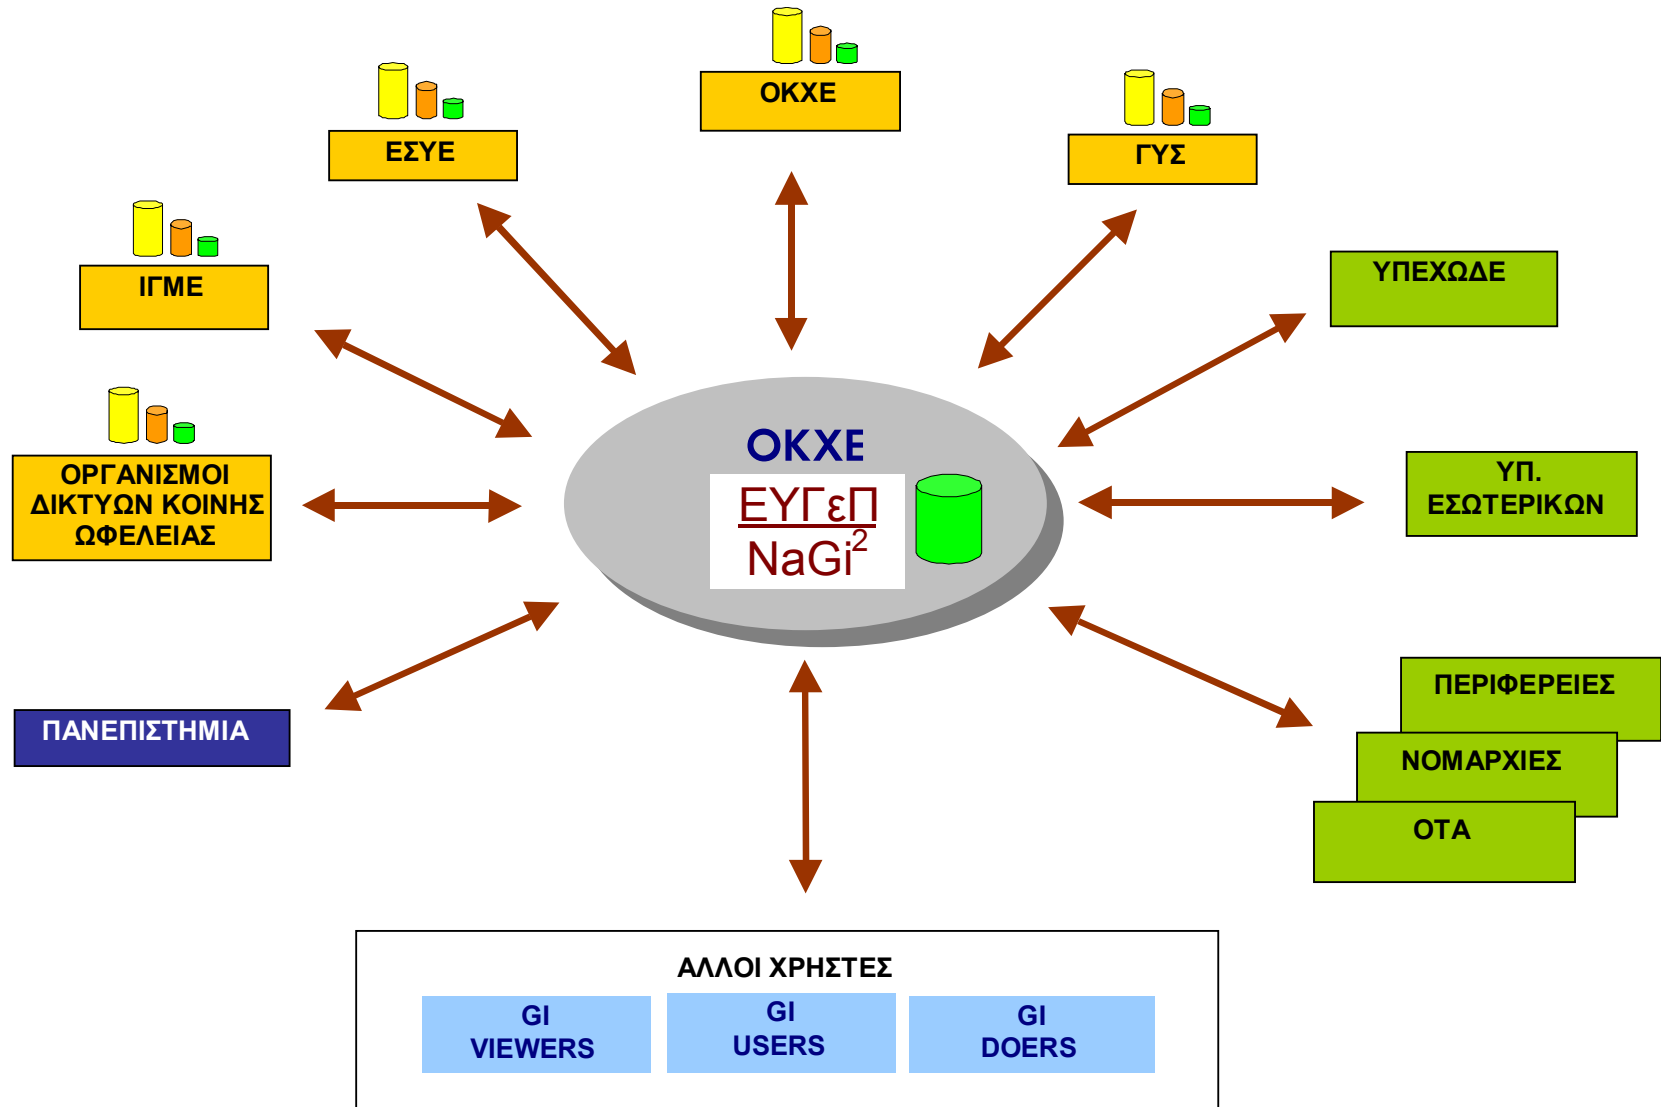 ΟΚΧΕ
ΕΣΥΕ
ΓΥΣ
ΙΓΜΕ
ΥΠΕΧΩΔΕ
ΟΡΓΑΝΙΣΜΟΙ
ΔΙΚΤΥΩΝ ΚΟΙΝΗΣ
ΩΦΕΛΕΙΑΣ
ΟΚΧΕ
ΕΥΓεΠ
NaGi²
ΥΠ.
ΕΣΩΤΕΡΙΚΩΝ
ΠΑΝΕΠΙΣΤΗΜΙΑ
ΠΕΡΙΦΕΡΕΙΕΣ
ΝΟΜΑΡΧΙΕΣ
ΟΤΑ
ΑΛΛΟΙ ΧΡΗΣΤΕΣ
GI
VIEWERS
GI
USERS
GI
DOERS